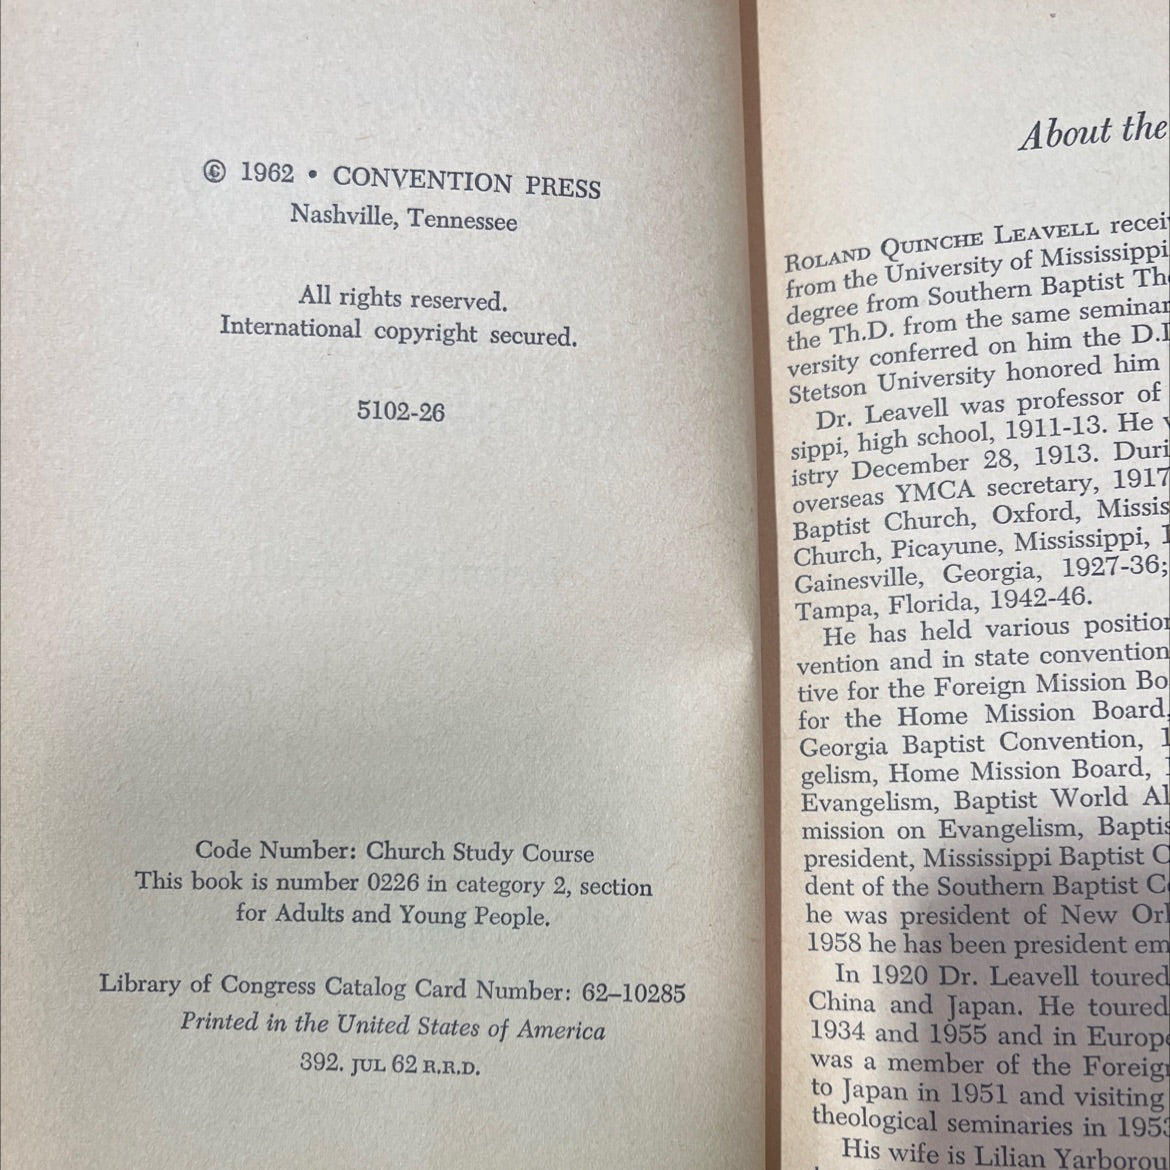 © 1962 • CONVENTION PRESS
Nashville, Tennessee
All rights reserved.
International copyright secured.
5102-26
Code Number: Church Study Course
This book is number 0226 in category 2, section
for Adults and Young People.
Library of Congress Catalog Card Number: 62–10285
Printed in the United States of America
392. JUL 62 R.R.D.
About the
ROLAND QUINCHE LEAVELL recei
from the University of Mississippi
degree from Southern Baptist The
the Th.D. from the same seminar
versity conferred on him the D.D
Stetson University honored him
Dr. Leavell was professor of
sippi, high school, 1911-13. He
istry December 28, 1913. Duri
overseas YMCA secretary, 1917
Baptist Church, Oxford, Missis
Church, Picayune, Mississippi, 1
Gainesville, Georgia, 1927-36;
Tampa, Florida, 1942-46.
He has held various position
vention and in state convention
tive for the Foreign Mission Bo
for the Home Mission Board,
Georgia Baptist Convention, 1
gelism, Home Mission Board,
Evangelism, Baptist World Al
mission on Evangelism, Baptis
president, Mississippi Baptist C
dent of the Southern Baptist Co
he was president of New Orl
1958 he has been president em
In 1920 Dr. Leavell toured
China and Japan. He toured
1934 and 1955 and in Europe
was a member of the Foreign
to Japan in 1951 and visiting
theological seminaries in 1953
His wife is Lilian Yarborou